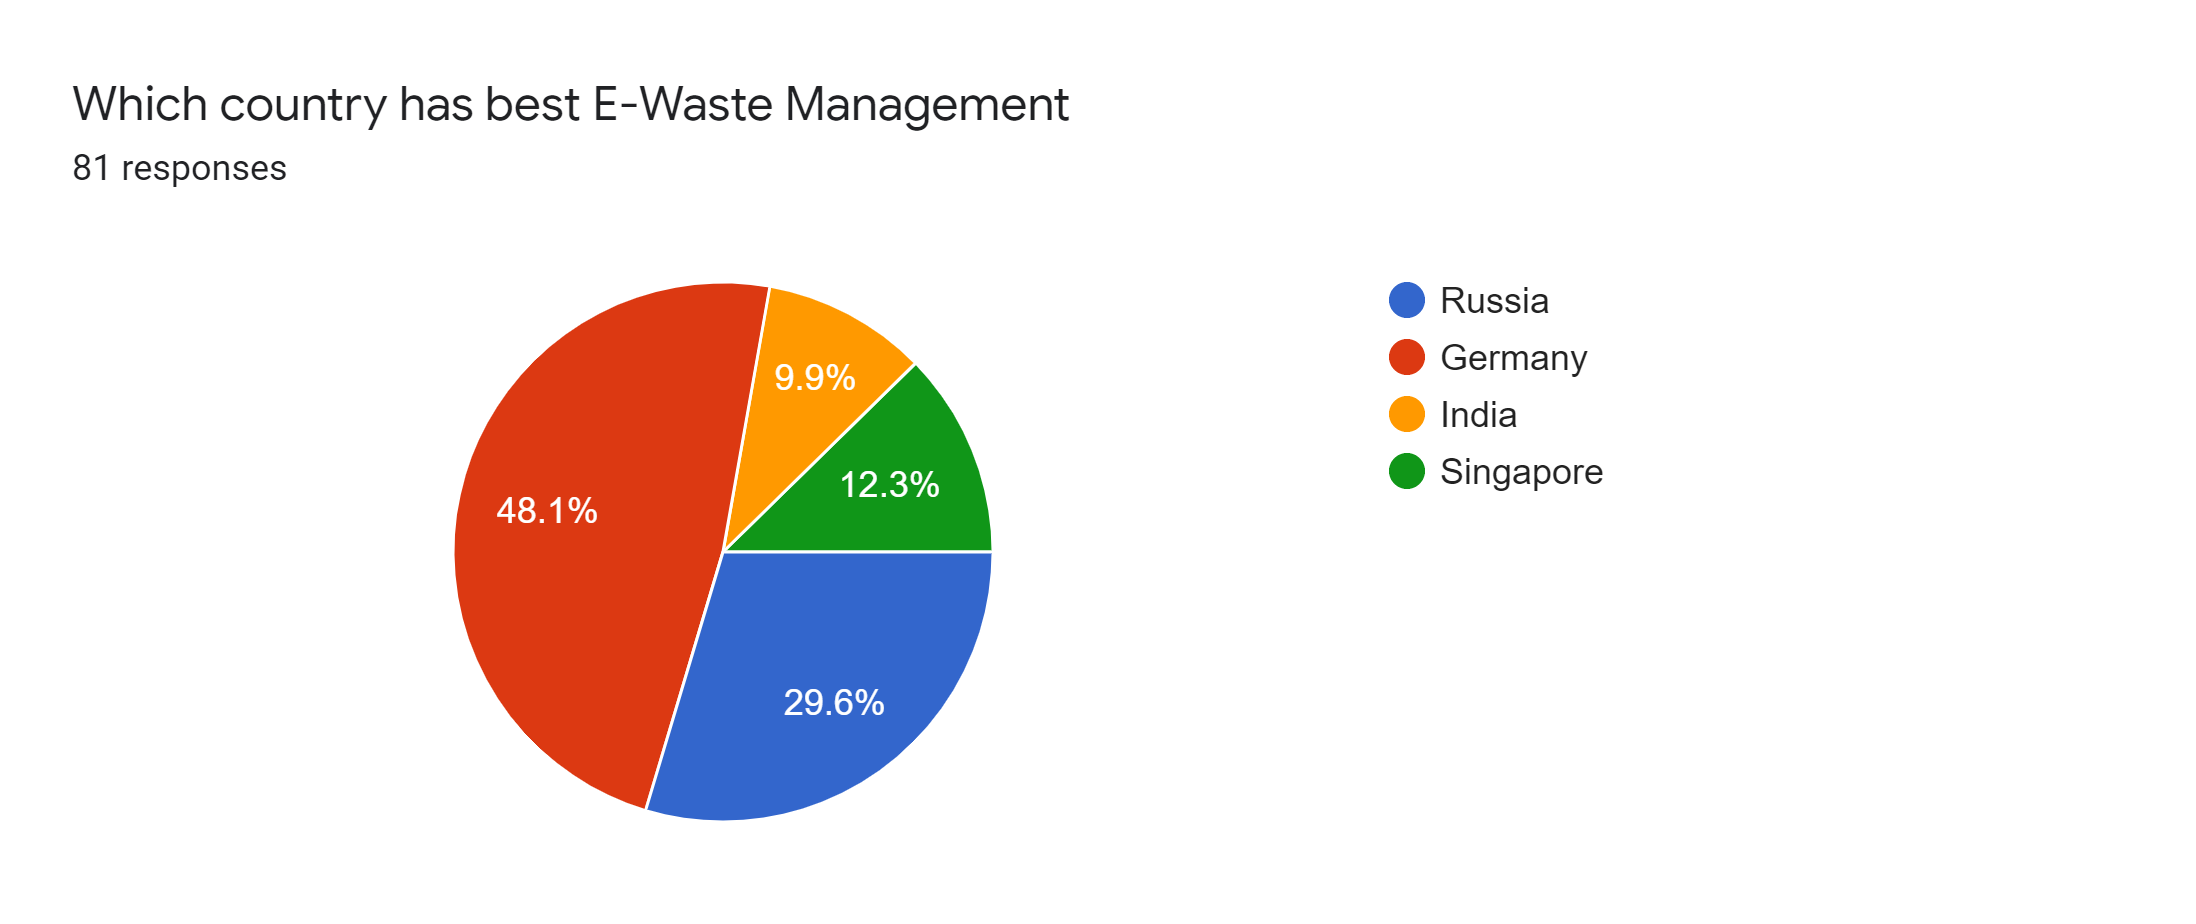 Which country has best E-Waste Management
81 responses
9.9%
12.3%
48.1%
29.6%
Russia
Germany
India
Singapore